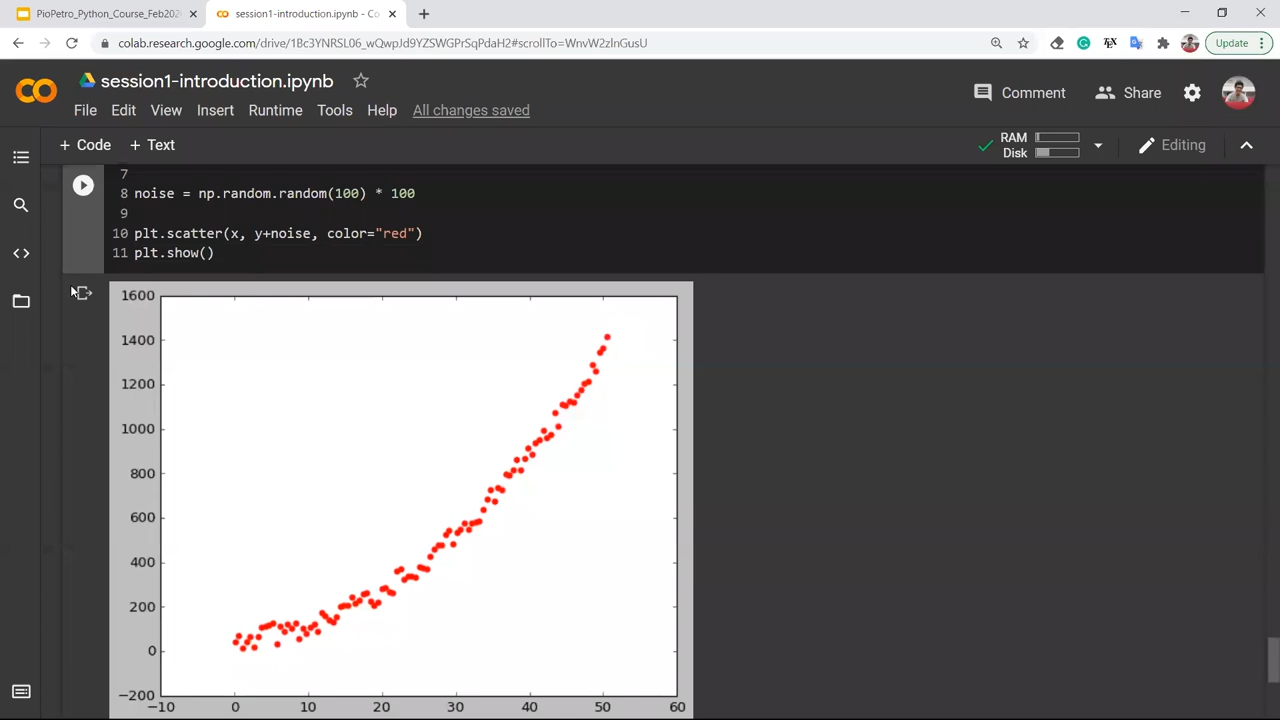 PioPetro_Python_Course_Feb202
session1-introduction.ipynb - Co
colab.research.google.com/drive/1Bc3YNRSL06_wQwpJd9YZSWGPrSqPdaH2#scrollTo=WnvW2zlnGusU
Update
session1-introduction.ipynb
File Edit View Insert Runtime Tools Help All changes saved
Comment Share
+ Code + Text
RAM
Disk
Editing
7
8 noise = np.random.random(100) * 100
9
10 plt.scatter(x, y+noise, color="red")
11 plt.show()
1600
1400
1200
1000
800
600
400
200
0
−200
−10 0 10 20 30 40 50 60